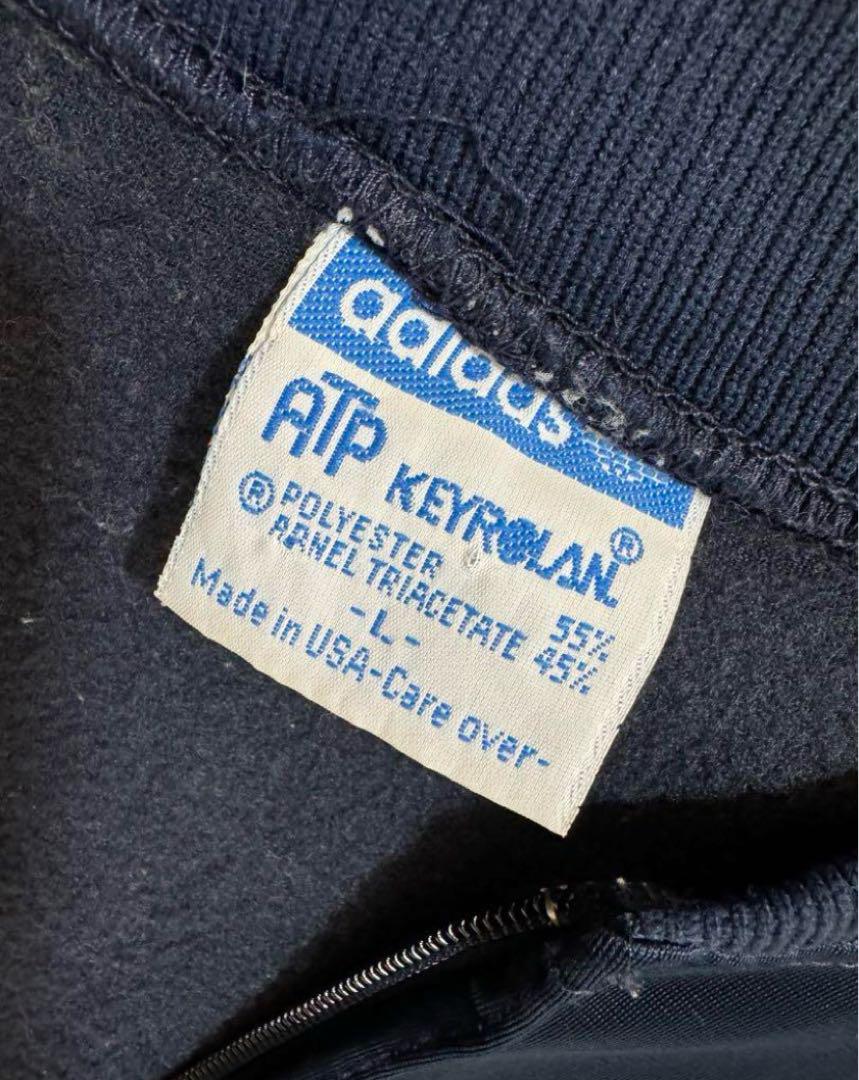 adidas
ATP KEYROLAN®
® POLYESTER 55%
ARNEL TRIACETATE 45%
-L-
Made in USA-Care over-